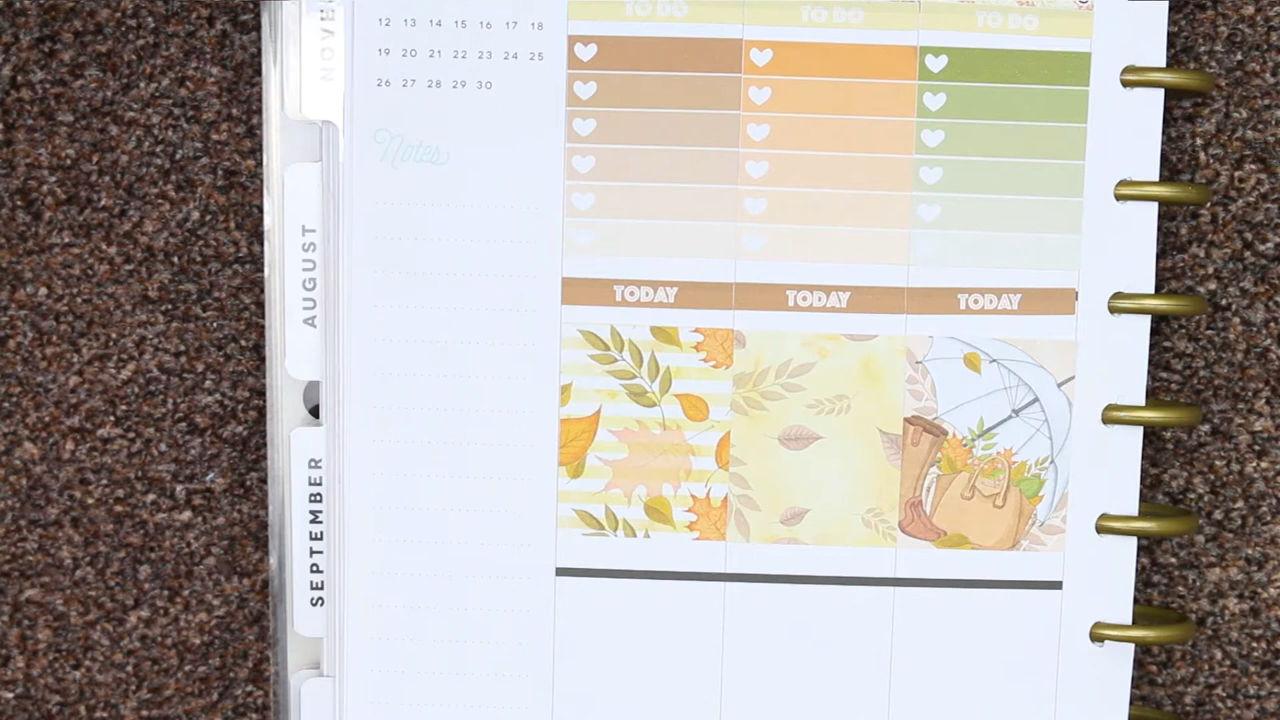 NOVE
12 13 14 15 16 17 18
19 20 21 22 23 24 25
26 27 28 29 30
Notes
AUGUST
SEPTEMBER
TO DO TO DO TO DO
TODAY TODAY TODAY